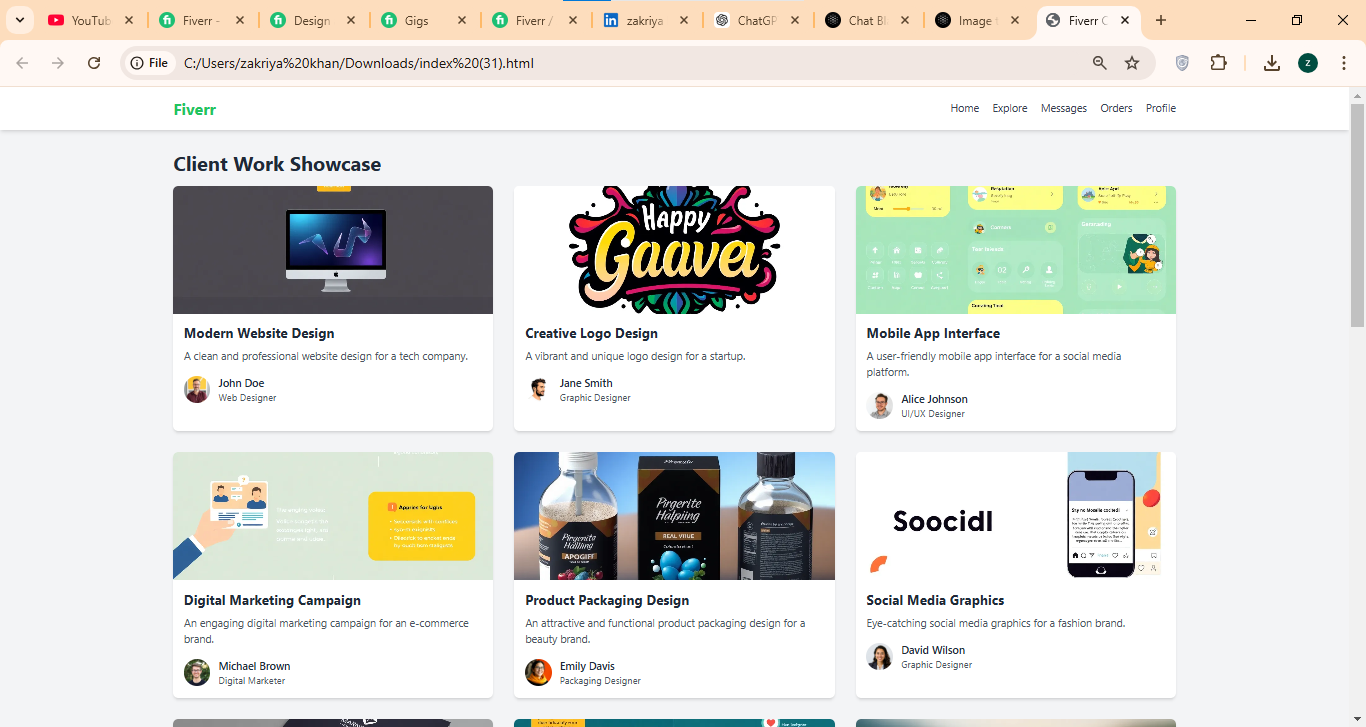 YouTub
Fiverr -
Design
Gigs
Fiverr /
zakriya
ChatGP
Chat Bl
Image
Fiverr C
File
C:/Users/zakriya%20khan/Downloads/index%20(31).html
z
Fiverr
Home Explore Messages Orders Profile
Client Work Showcase
Happy
Gaavea
Modern Website Design
A clean and professional website design for a tech company.
John Doe
Web Designer
Creative Logo Design
A vibrant and unique logo design for a startup.
Jane Smith
Graphic Designer
Mobile App Interface
A user-friendly mobile app interface for a social media
platform.
Alice Johnson
UI/UX Designer
Pingerite
Halpiing
REAL VIIUE
APOGIFT
Soocidl
Digital Marketing Campaign
An engaging digital marketing campaign for an e-commerce
brand.
Michael Brown
Digital Marketer
Product Packaging Design
An attractive and functional product packaging design for a
beauty brand.
Emily Davis
Packaging Designer
Social Media Graphics
Eye-catching social media graphics for a fashion brand.
David Wilson
Graphic Designer